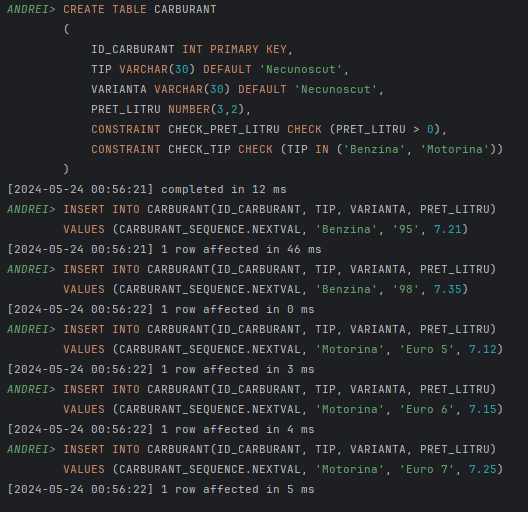 ANDREI> CREATE TABLE CARBURANT
        (
            ID_CARBURANT INT PRIMARY KEY,
            TIP VARCHAR(30) DEFAULT 'Necunoscut',
            VARIANTA VARCHAR(30) DEFAULT 'Necunoscut',
            PRET_LITRU NUMBER(3,2),
            CONSTRAINT CHECK_PRET_LITRU CHECK (PRET_LITRU > 0),
            CONSTRAINT CHECK_TIP CHECK (TIP IN ('Benzina', 'Motorina'))
        )
[2024-05-24 00:56:21] completed in 12 ms
ANDREI> INSERT INTO CARBURANT(ID_CARBURANT, TIP, VARIANTA, PRET_LITRU)
        VALUES (CARBURANT_SEQUENCE.NEXTVAL, 'Benzina', '95', 7.21)
[2024-05-24 00:56:21] 1 row affected in 46 ms
ANDREI> INSERT INTO CARBURANT(ID_CARBURANT, TIP, VARIANTA, PRET_LITRU)
        VALUES (CARBURANT_SEQUENCE.NEXTVAL, 'Benzina', '98', 7.35)
[2024-05-24 00:56:22] 1 row affected in 0 ms
ANDREI> INSERT INTO CARBURANT(ID_CARBURANT, TIP, VARIANTA, PRET_LITRU)
        VALUES (CARBURANT_SEQUENCE.NEXTVAL, 'Motorina', 'Euro 5', 7.12)
[2024-05-24 00:56:22] 1 row affected in 3 ms
ANDREI> INSERT INTO CARBURANT(ID_CARBURANT, TIP, VARIANTA, PRET_LITRU)
        VALUES (CARBURANT_SEQUENCE.NEXTVAL, 'Motorina', 'Euro 6', 7.15)
[2024-05-24 00:56:22] 1 row affected in 4 ms
ANDREI> INSERT INTO CARBURANT(ID_CARBURANT, TIP, VARIANTA, PRET_LITRU)
        VALUES (CARBURANT_SEQUENCE.NEXTVAL, 'Motorina', 'Euro 7', 7.25)
[2024-05-24 00:56:22] 1 row affected in 5 ms